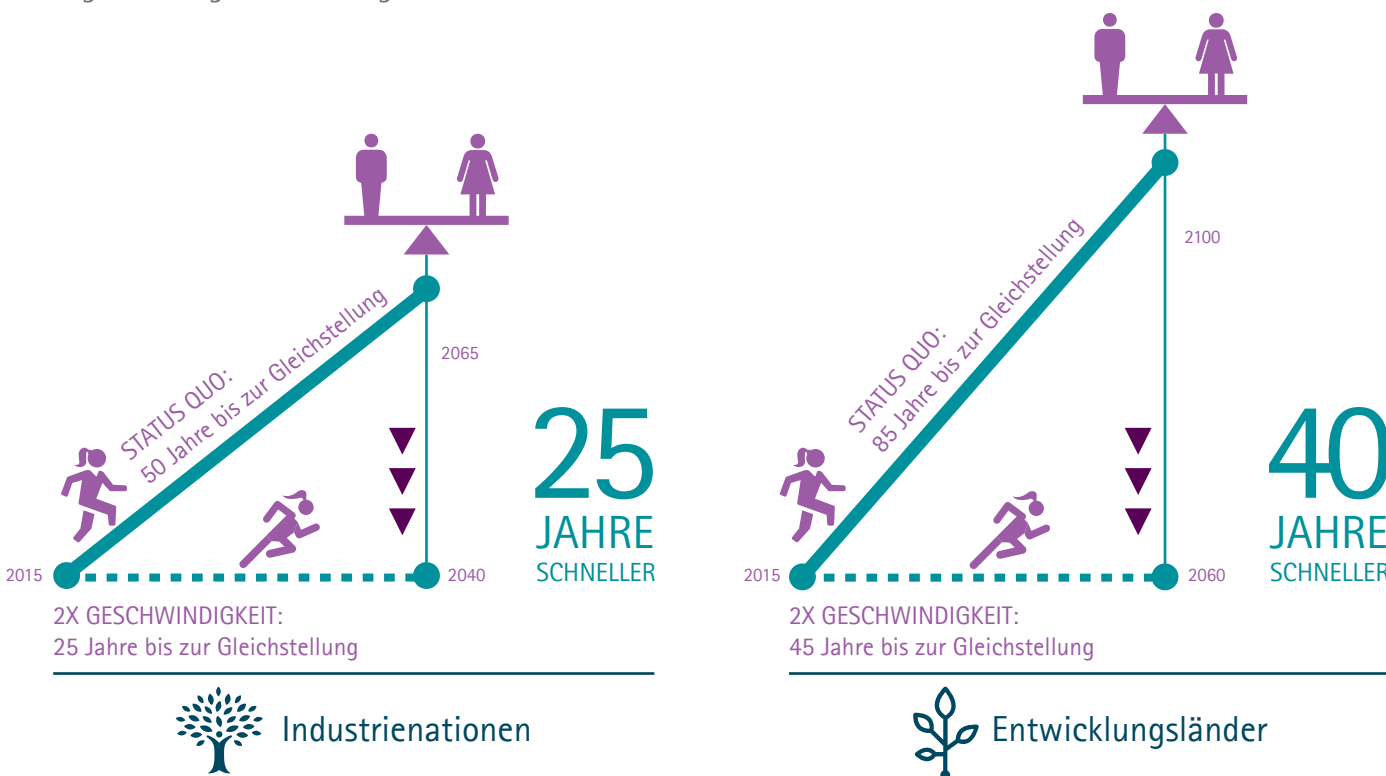 STATUS QUO:
50 Jahre bis zur Gleichstellung
2065
2015
2040
25
JAHRE
SCHNELLER
2X GESCHWINDIGKEIT:
25 Jahre bis zur Gleichstellung
Industrienationen
STATUS QUO:
85 Jahre bis zur Gleichstellung
2100
2015
2060
40
JAHRE
SCHNELLER
2X GESCHWINDIGKEIT:
45 Jahre bis zur Gleichstellung
Entwicklungsländer